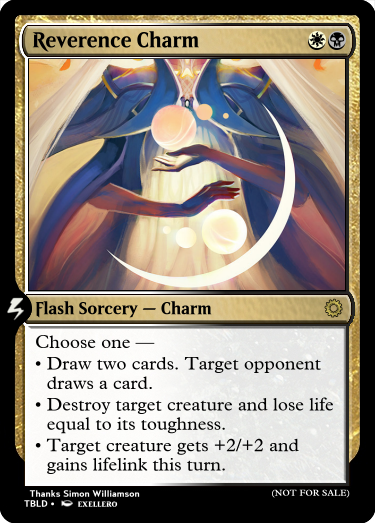 Reverence Charm
Flash Sorcery — Charm
Choose one —
• Draw two cards. Target opponent
draws a card.
• Destroy target creature and lose life
equal to its toughness.
• Target creature gets +2/+2 and
gains lifelink this turn.
Thanks Simon Williamson
(NOT FOR SALE)
TBLD • EXELLERO